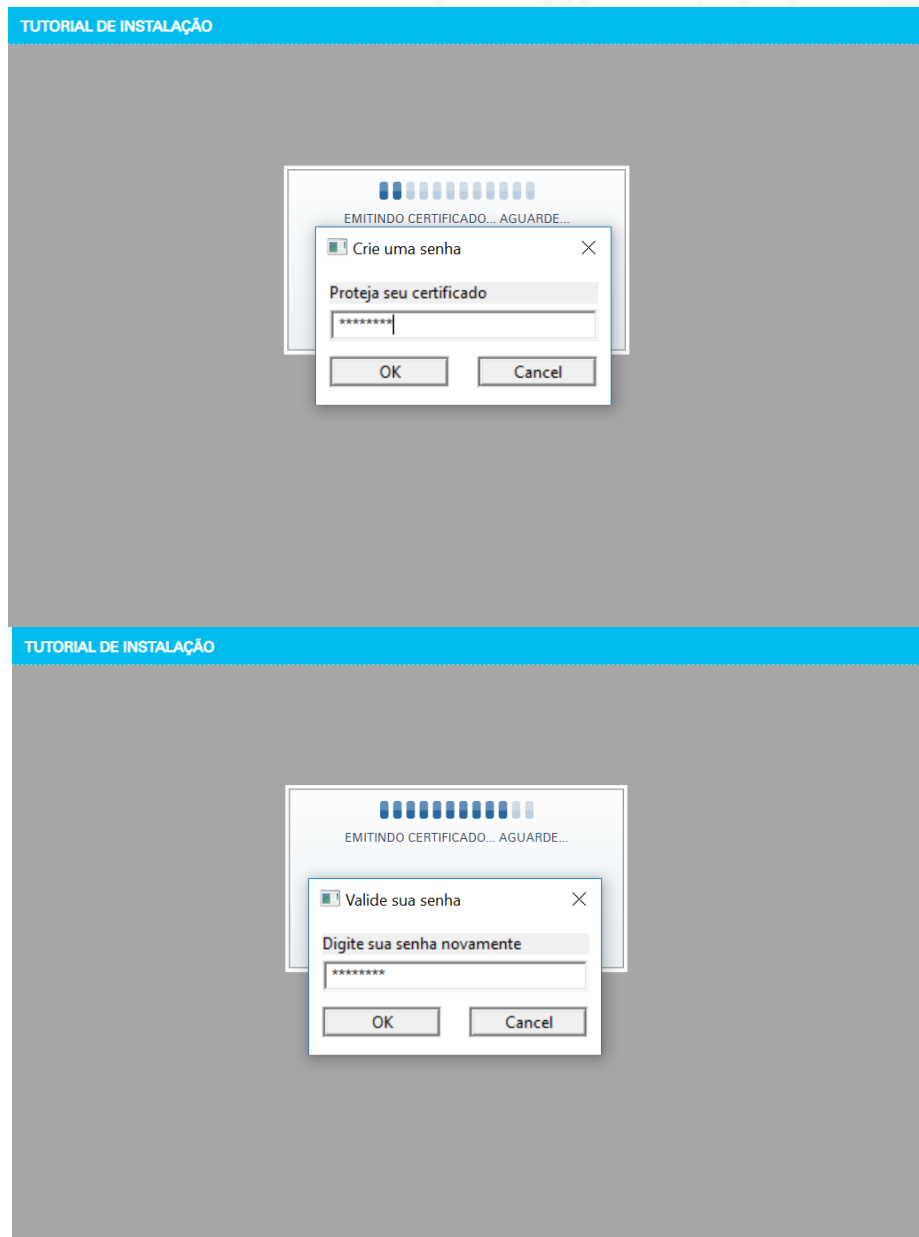 TUTORIAL DE INSTALAÇÃO
EMITINDO CERTIFICADO... AGUARDE...
Crie uma senha
Proteja seu certificado
********
OK Cancel
TUTORIAL DE INSTALAÇÃO
EMITINDO CERTIFICADO... AGUARDE...
Valide sua senha
Digite sua senha novamente
********
OK Cancel